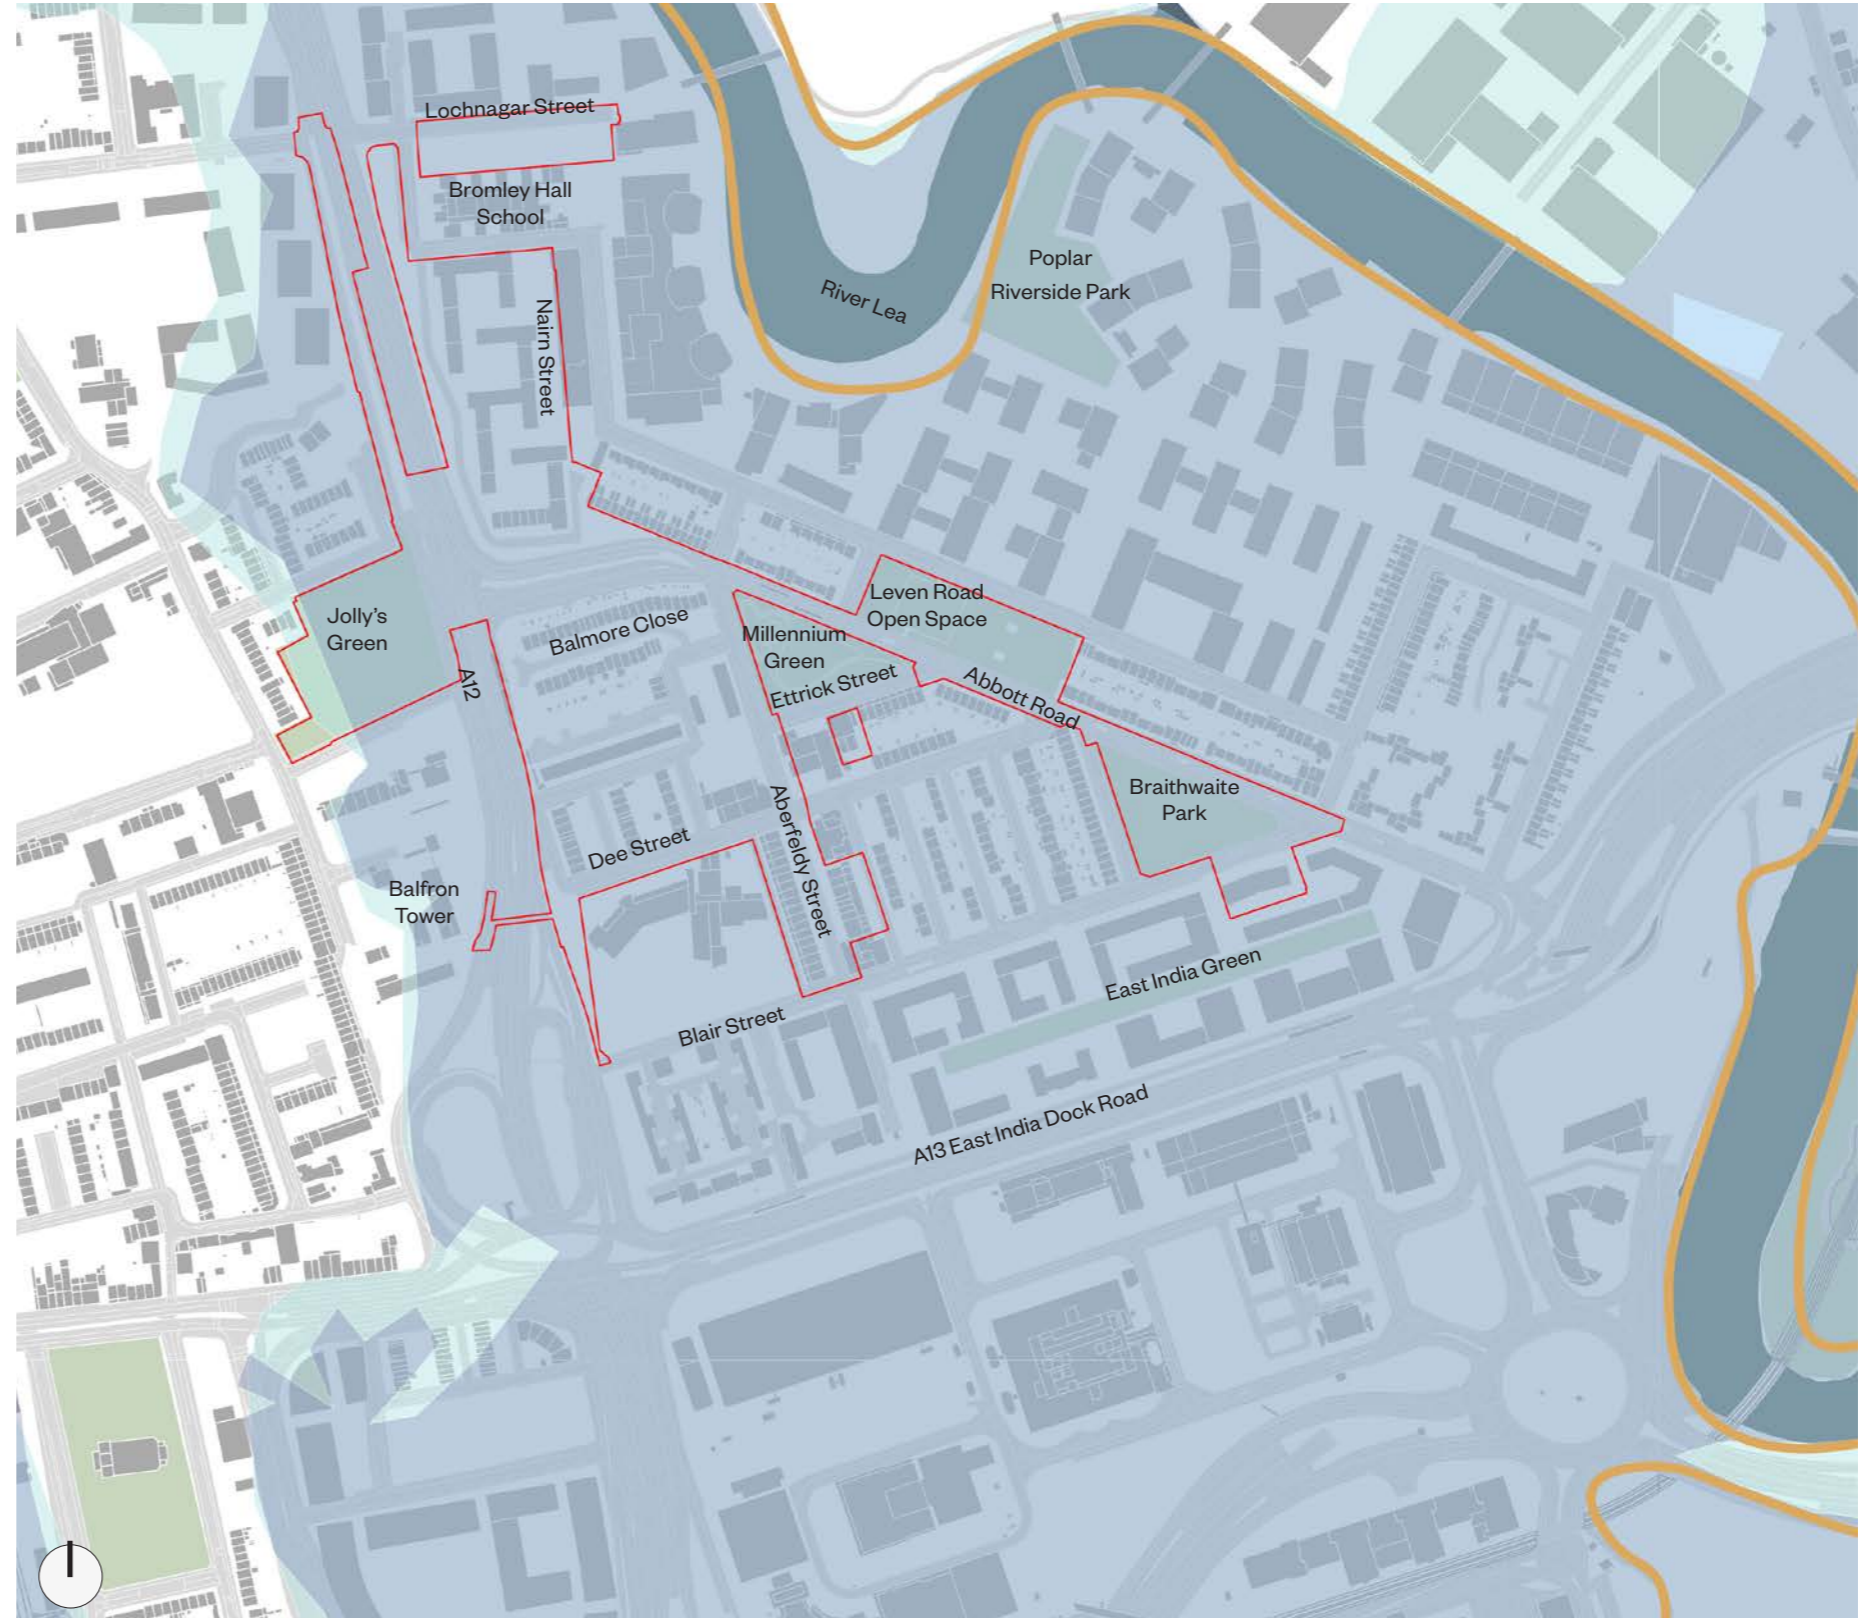 Lochnagar Street
Bromley Hall
School
Poplar
Riverside Park
River Lea
Nairn Street
Leven Road
Open Space
Jolly's
Green
Balmore Close
Millennium
Green
Ettrick Street
A12
Abbott Road
Braithwaite
Park
Aberfeldy Street
Dee Street
Balfron
Tower
East India Green
Blair Street
A13 East India Dock Road